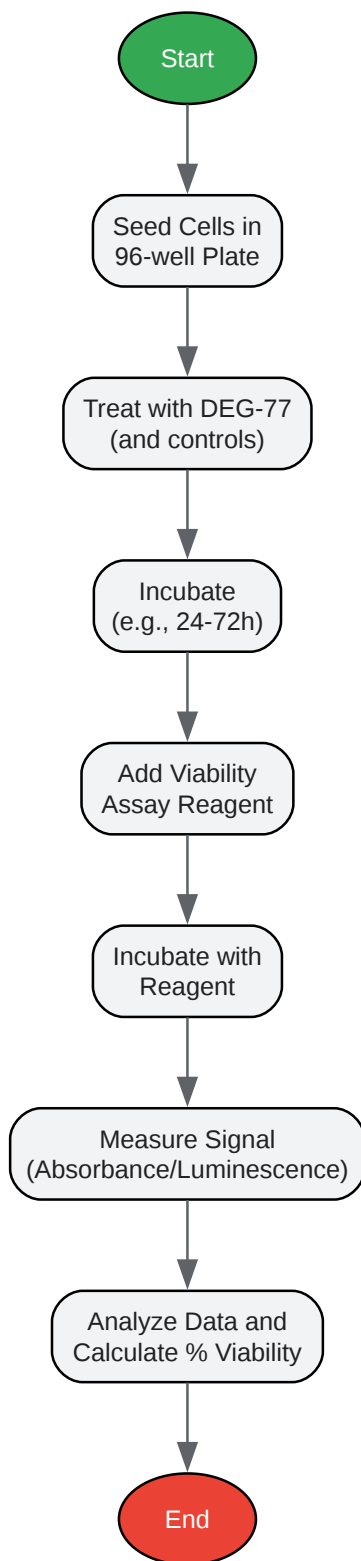 Start
Seed Cells in
96-well Plate
Treat with DEG-77
(and controls)
Incubate
(e.g., 24-72h)
Add Viability
Assay Reagent
Incubate with
Reagent
Measure Signal
(Absorbance/Luminescence)
Analyze Data and
Calculate % Viability
End